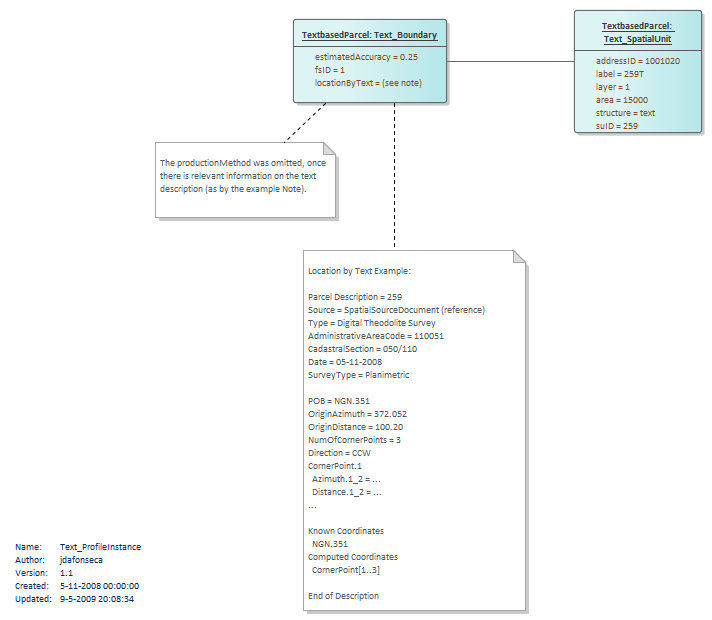 TextbasedParcel: Text_Boundary
estimatedAccuracy = 0.25
fsID = 1
locationByText = (see note)
TextbasedParcel:
Text_SpatialUnit
addressID = 1001020
label = 259T
layer = 1
area = 15000
structure = text
suID = 259
The productionMethod was omitted, once
there is relevant information on the text
description (as by the example Note).
Location by Text Example:
Parcel Description = 259
Source = SpatialSourceDocument (reference)
Type = Digital Theodolite Survey
AdministrativeAreaCode = 110051
CadastralSection = 050/110
Date = 05-11-2008
SurveyType = Planimetric
POB = NGN.351
OriginAzimuth = 372.052
OriginDistance = 100.20
NumOfCornerPoints = 3
Direction = CCW
CornerPoint.1
Azimuth.1_2 = ...
Distance.1_2 = ...
...
Known Coordinates
NGN.351
Computed Coordinates
CornerPoint[1..3]
End of Description
Name: Text_ProfileInstance
Author: jdafonseca
Version: 1.1
Created: 5-11-2008 00:00:00
Updated: 9-5-2009 20:08:34